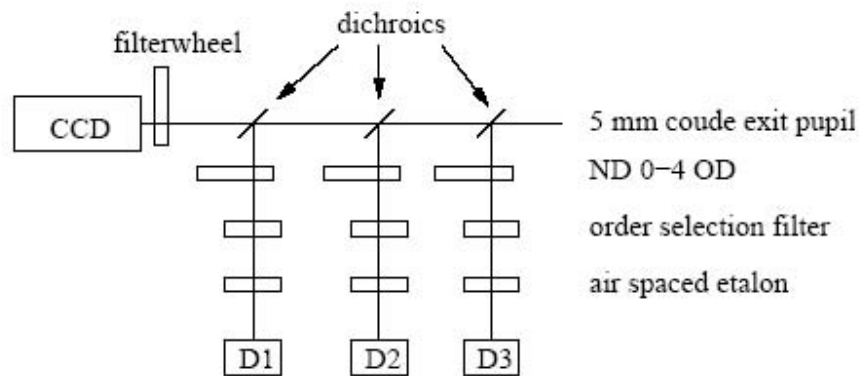 dichroics
filterwheel
CCD
5 mm coude exit pupil
ND 0−4 OD
order selection filter
air spaced etalon
D1 D2 D3